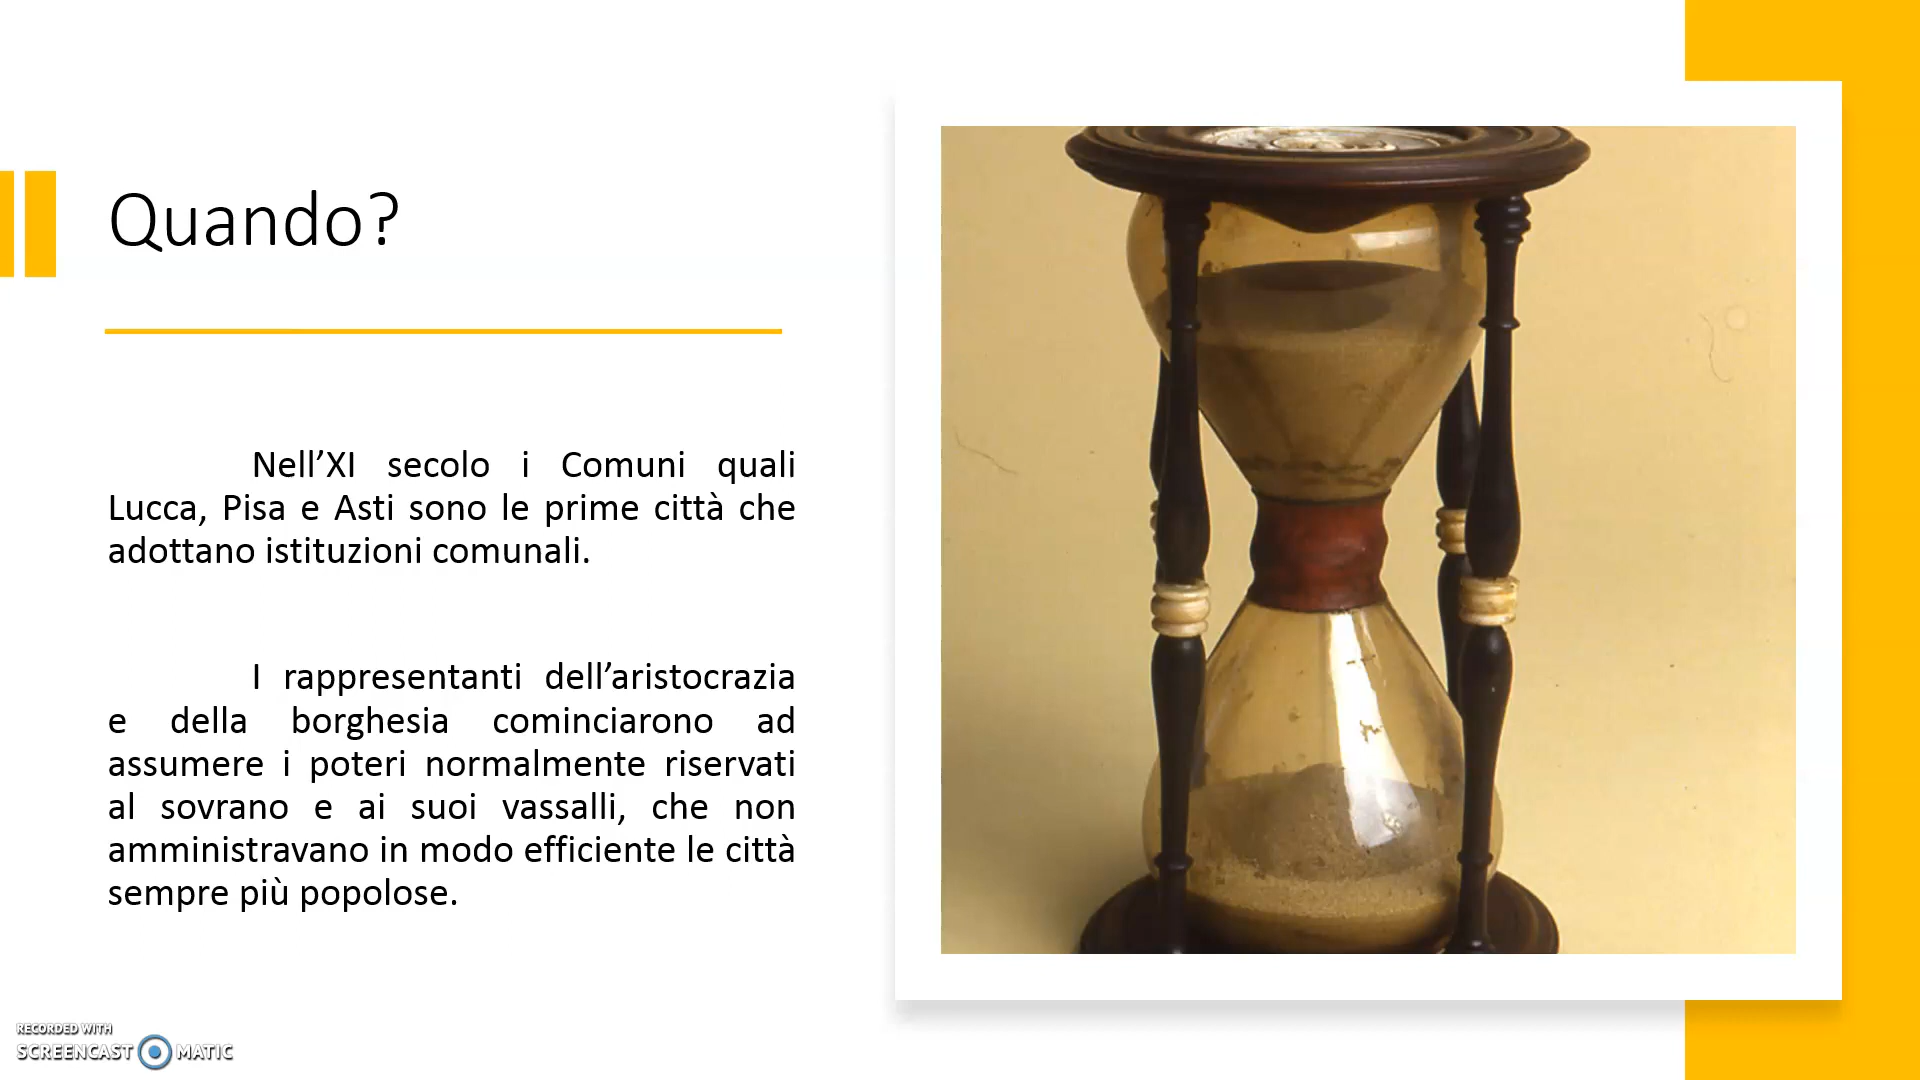 Quando?
Nell’XI secolo i Comuni quali
Lucca, Pisa e Asti sono le prime città che
adottano istituzioni comunali.
I rappresentanti dell’aristocrazia
e della borghesia cominciarono ad
assumere i poteri normalmente riservati
al sovrano e ai suoi vassalli, che non
amministravano in modo efficiente le città
sempre più popolose.
RECORDED WITH
SCREENCAST MATIC